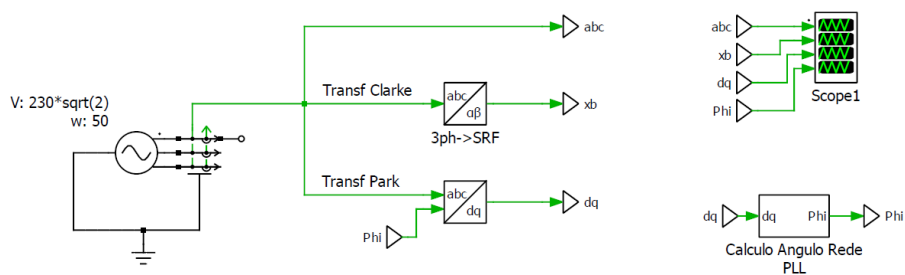 abc
abc
xb
dq
Phi
Scope1
Transf Clarke
abc
αβ
xb
3ph->SRF
V: 230*sqrt(2)
w: 50
Transf Park
abc
dq
dq
Phi
dq
dq
Phi
Phi
Calculo Angulo Rede
PLL